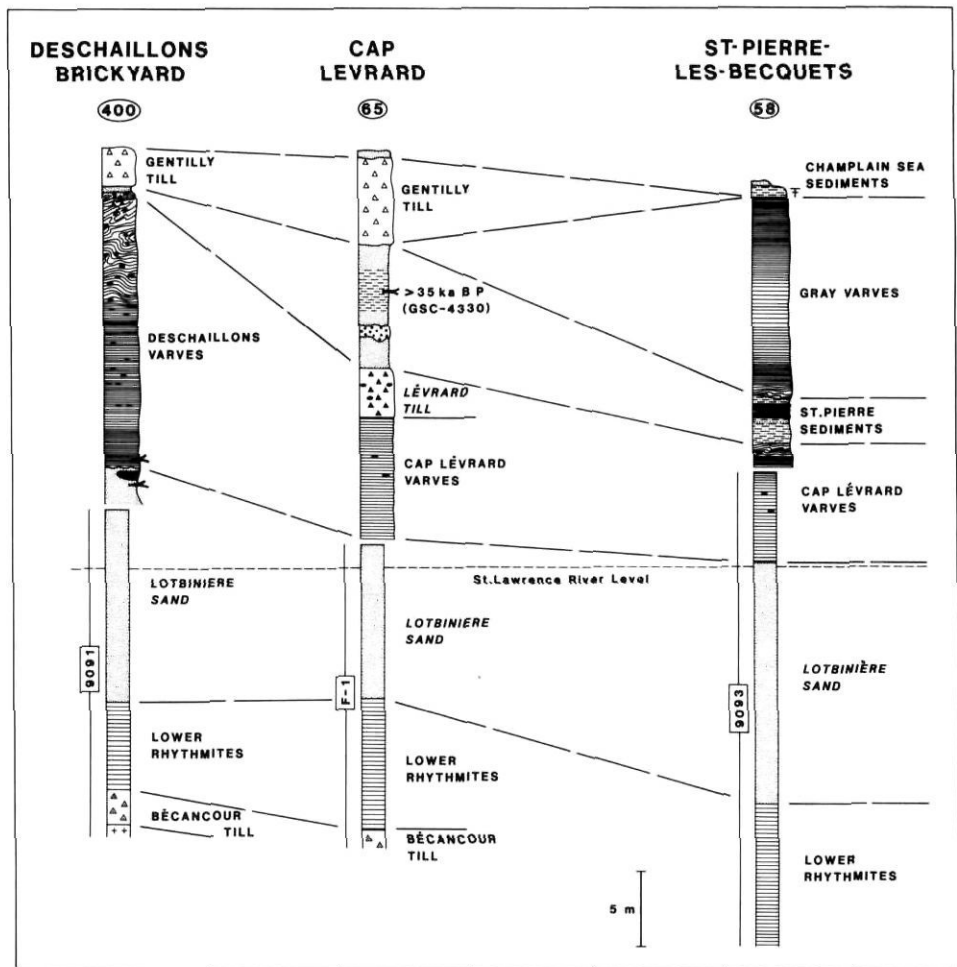 DESCHAILLONS
BRICKYARD
400
CAP
LEVRARD
65
ST-PIERRE-
LES-BECQUETS
58
GENTILLY
TILL
DESCHAILLONS
VARVES
9091
LOTBINIÈRE
SAND
LOWER
RHYTHMITES
BÉCANCOUR
TILL
GENTILLY
TILL
>35 ka B P
(GSC-4330)
LÉVRARD
TILL
CAP LÉVRARD
VARVES
St. Lawrence River Level
F-1
LOTBINIÈRE
SAND
LOWER
RHYTHMITES
BÉCANCOUR
TILL
CHAMPLAIN SEA
SEDIMENTS
GRAY VARVES
ST. PIERRE
SEDIMENTS
CAP LÉVRARD
VARVES
9093
LOTBINIÈRE
SAND
LOWER
RHYTHMITES
5 m